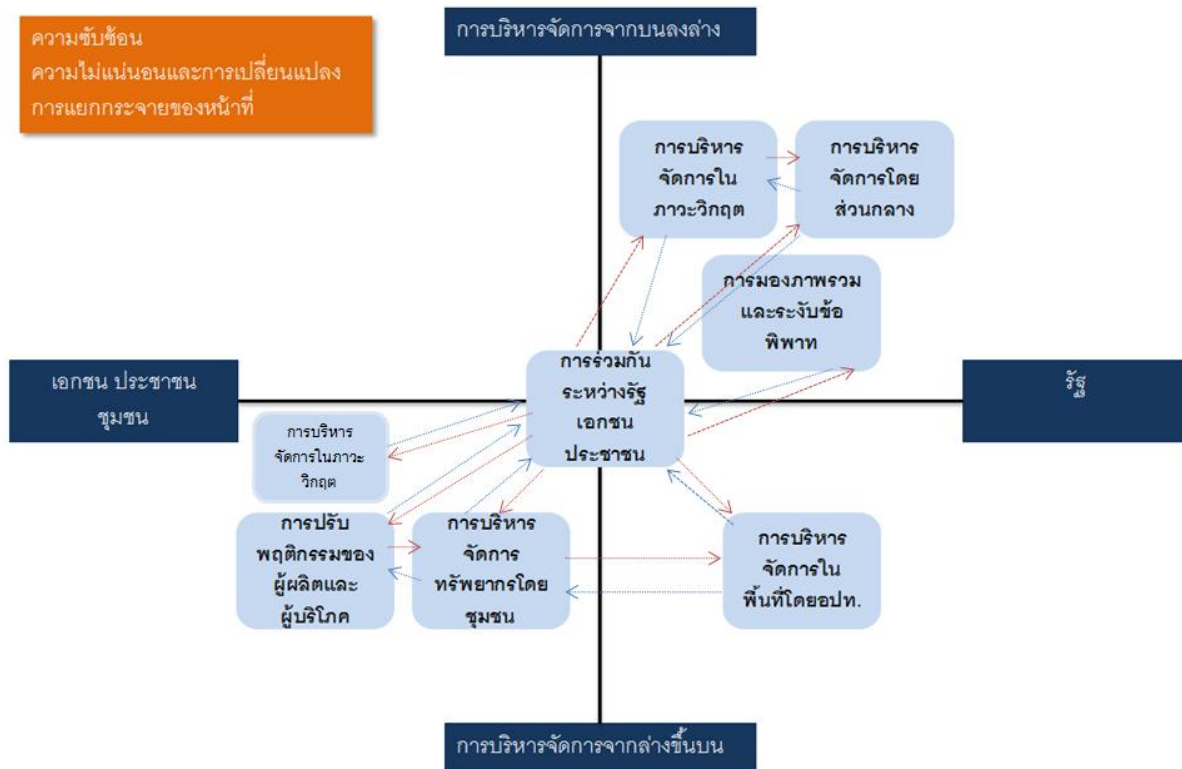 การบริหารจัดการจากบนลงล่าง
ความซับซ้อน
ความไม่แน่นอนและการเปลี่ยนแปลง
การแยกกระจายของหน้าที่
การบริหาร
จัดการใน
ภาวะวิกฤต
การบริหาร
จัดการโดย
ส่วนกลาง
การมองภาพรวม
และระงับข้อ
พิพาท
เอกชน ประชาชน
ชุมชน
การร่วมกัน
ระหว่างรัฐ
เอกชน
ประชาชน
รัฐ
การบริหาร
จัดการในภาวะ
วิกฤต
การปรับ
พฤติกรรมของ
ผู้ผลิตและ
ผู้บริโภค
การบริหาร
จัดการ
ทรัพยากรโดย
ชุมชน
การบริหาร
จัดการใน
พื้นที่โดยอปท.
การบริหารจัดการจากล่างขึ้นบน